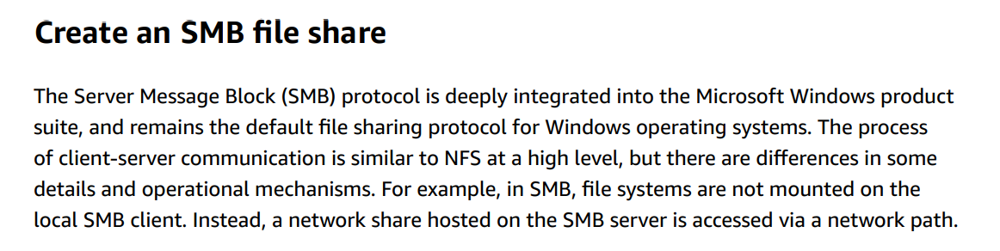 Create an SMB file share
The Server Message Block (SMB) protocol is deeply integrated into the Microsoft Windows product
suite, and remains the default file sharing protocol for Windows operating systems. The process
of client-server communication is similar to NFS at a high level, but there are differences in some
details and operational mechanisms. For example, in SMB, file systems are not mounted on the
local SMB client. Instead, a network share hosted on the SMB server is accessed via a network path.